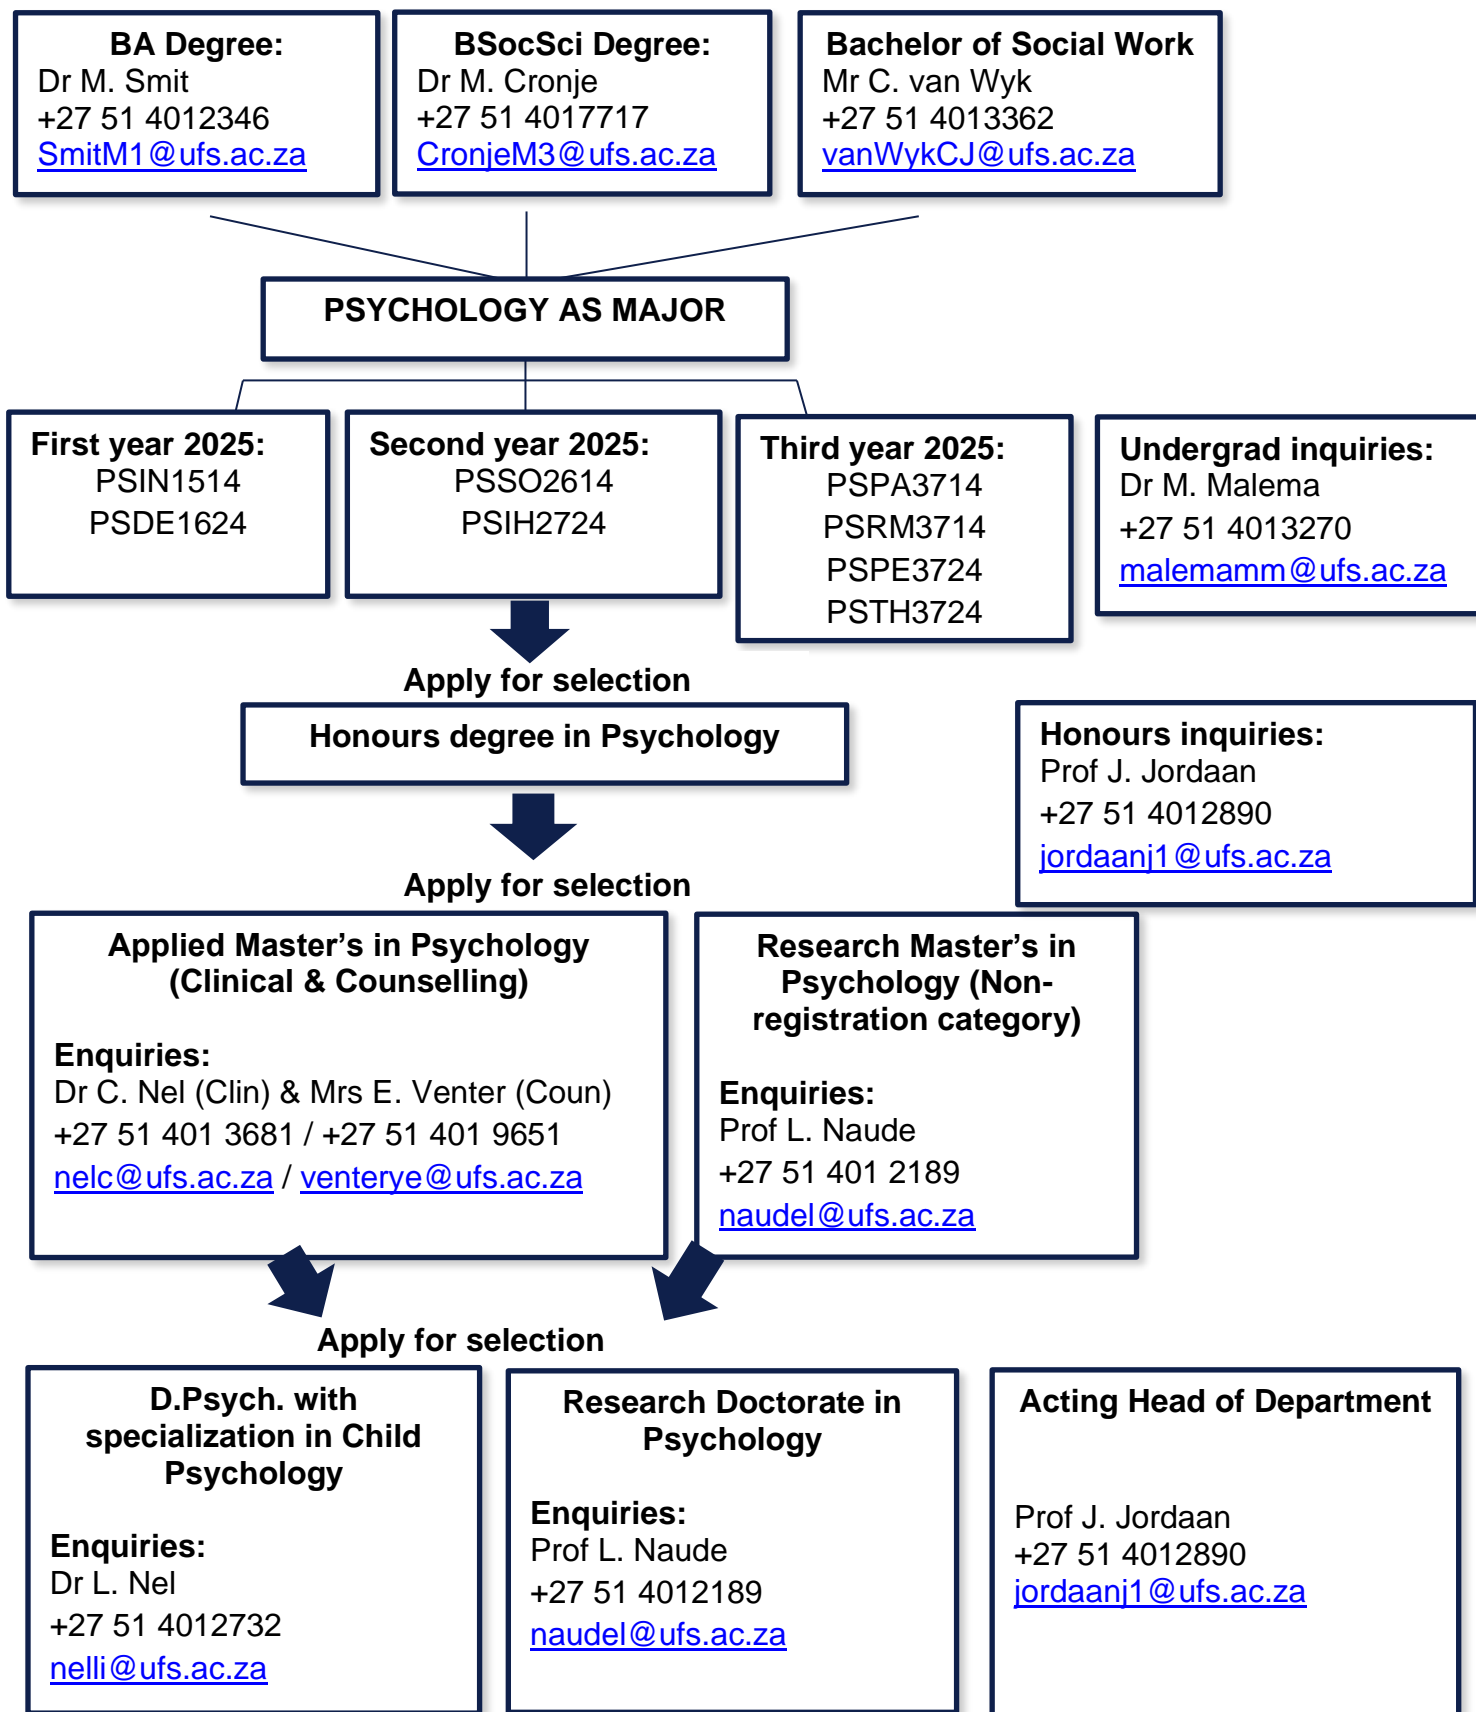 BA Degree:
Dr M. Smit
+27 51 4012346
SmitM1@ufs.ac.za
BSocSci Degree:
Dr M. Cronje
+27 51 4017717
CronjeM3@ufs.ac.za
Bachelor of Social Work
Mr C. van Wyk
+27 51 4013362
vanWykCJ@ufs.ac.za
PSYCHOLOGY AS MAJOR
First year 2025:
PSIN1514
PSDE1624
Second year 2025:
PSSO2614
PSIH2724
Third year 2025:
PSPA3714
PSRM3714
PSPE3724
PSTH3724
Undergrad inquiries:
Dr M. Malema
+27 51 4013270
malemamm@ufs.ac.za
Apply for selection
Honours degree in Psychology
Honours inquiries:
Prof J. Jordaan
+27 51 4012890
jordaanj1@ufs.ac.za
Apply for selection
Applied Master's in Psychology
(Clinical & Counselling)
Enquiries:
Dr C. Nel (Clin) & Mrs E. Venter (Coun)
+27 51 401 3681 / +27 51 401 9651
nelc@ufs.ac.za / venterye@ufs.ac.za
Research Master's in
Psychology (Non-
registration category)
Enquiries:
Prof L. Naude
+27 51 401 2189
naudel@ufs.ac.za
Apply for selection
D.Psych. with
specialization in Child
Psychology
Enquiries:
Dr L. Nel
+27 51 4012732
nelli@ufs.ac.za
Research Doctorate in
Psychology
Enquiries:
Prof L. Naude
+27 51 4012189
naudel@ufs.ac.za
Acting Head of Department
Prof J. Jordaan
+27 51 4012890
jordaanj1@ufs.ac.za